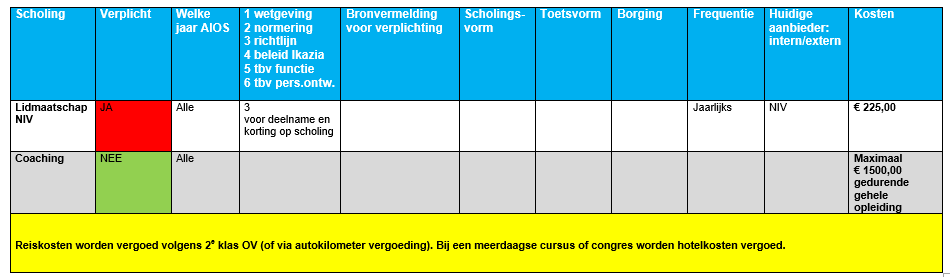 Scholing
Verplicht
Welke
jaar AIOS
1 wetgeving
2 normering
3 richtlijn
4 beleid Ikazia
5 tbv functie
6 tbv pers.ontw.
Bronvermelding
voor verplichting
Scholings-
vorm
Toetsvorm
Borging
Frequentie
Huidige
aanbieder:
intern/extern
Kosten
Lidmaatschap
NIV
JA
Alle
3
voor deelname en
korting op scholing
Jaarlijks
NIV
€ 225,00
Coaching
NEE
Alle
Maximaal
€ 1500,00
gedurende
gehele
opleiding
Reiskosten worden vergoed volgens 2e klas OV (of via autokilometer vergoeding). Bij een meerdaagse cursus of congres worden hotelkosten vergoed.